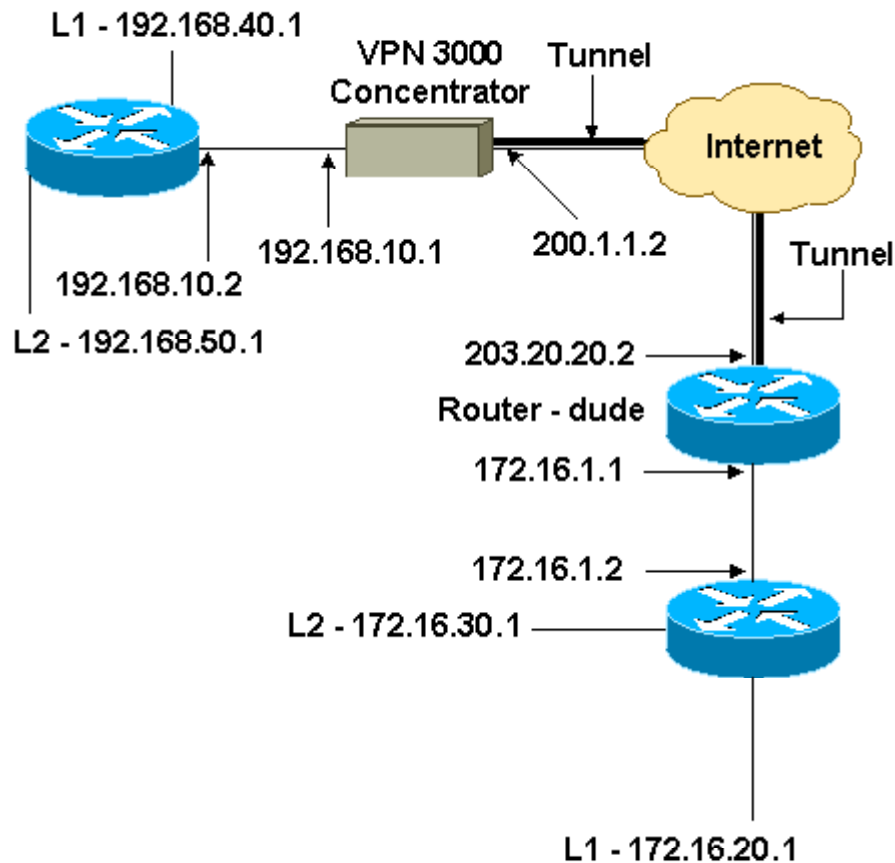 L1 - 192.168.40.1
VPN 3000
Concentrator
Tunnel
Internet
192.168.10.1
200.1.1.2
192.168.10.2
Tunnel
L2 - 192.168.50.1
203.20.20.2
Router - dude
172.16.1.1
172.16.1.2
L2 - 172.16.30.1
L1 - 172.16.20.1